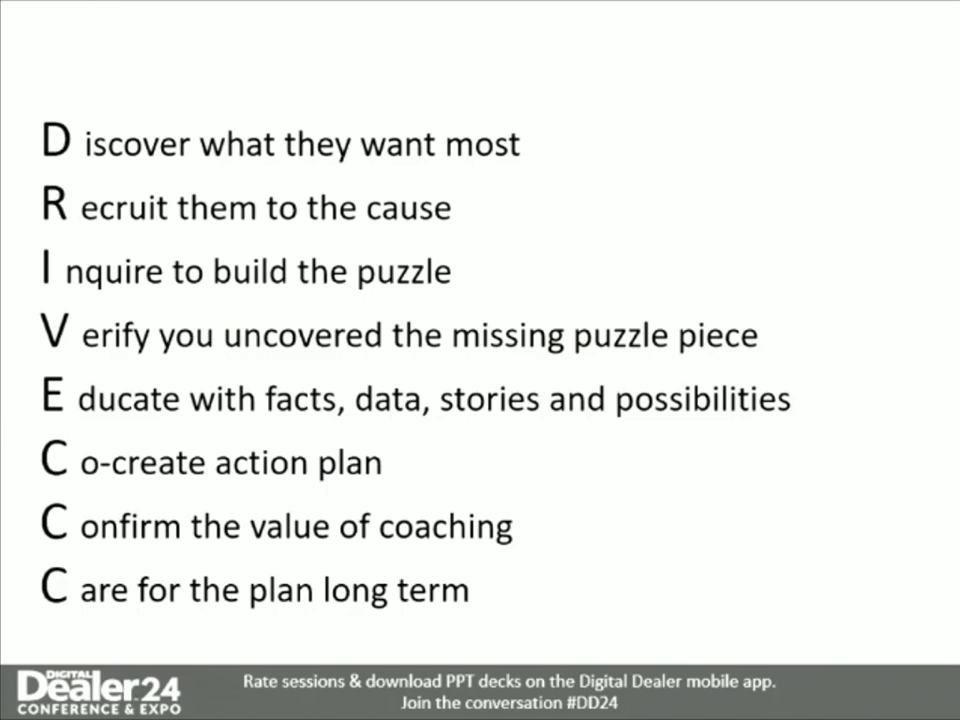 D iscover what they want most
R ecruit them to the cause
I nquire to build the puzzle
V erify you uncovered the missing puzzle piece
E ducate with facts, data, stories and possibilities
C o-create action plan
C onfirm the value of coaching
C are for the plan long term
DIGITAL
Dealer 24
CONFERENCE & EXPO
Rate sessions & download PPT decks on the Digital Dealer mobile app.
Join the conversation #DD24